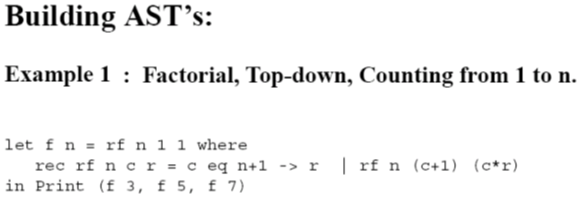 Building AST’s:
Example 1 : Factorial, Top-down, Counting from 1 to n.
let f n = rf n 1 1 where
rec rf n c r = c eq n+1 -> r | rf n (c+1) (c*r)
in Print (f 3, f 5, f 7)